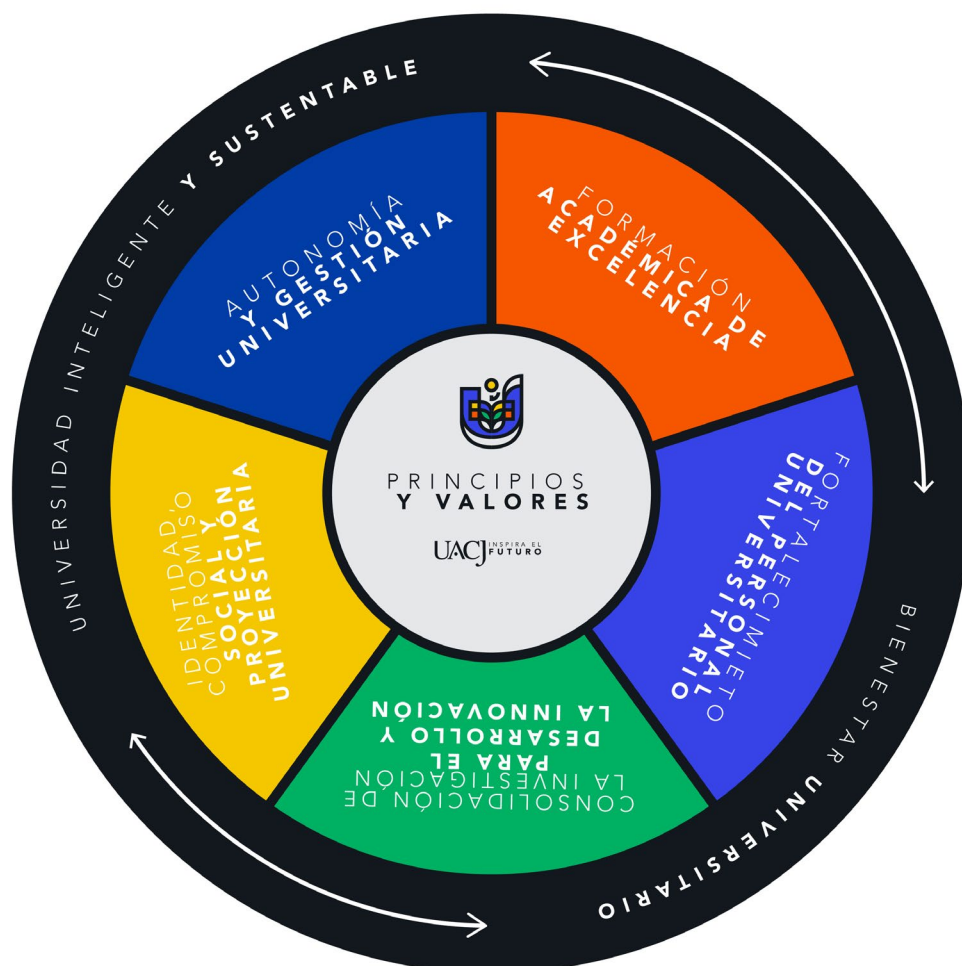 UNIVERSIDAD INTELIGENTE Y SUSTENTABLE
AUTONOMÍA
Y GESTIÓN
UNIVERSITARIA
FORMACIÓN
ACADÉMICA DE
EXCELENCIA
FORTALECIMIETO
DEL PERSONAL
UNIVERSITARIO
CONSOLIDACIÓN DE
LA INVESTIGACIÓN
PARA EL
DESARROLLO Y
LA INNOVACIÓN
IDENTIDAD,
COMPROMISO
SOCIAL Y
PROYECCIÓN
UNIVERSITARIA
PRINCIPIOS
Y VALORES
UACJ
INSPIRA EL
FUTURO
BIENESTAR UNIVERSITARIO